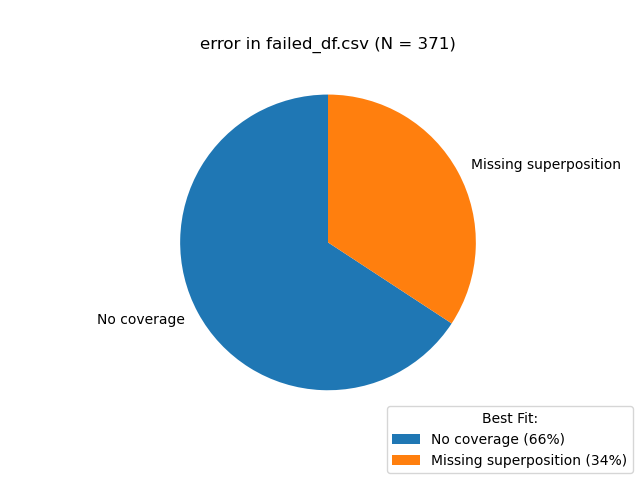 error in failed_df.csv (N = 371)
Missing superposition
No coverage
Best Fit:
No coverage (66%)
Missing superposition (34%)